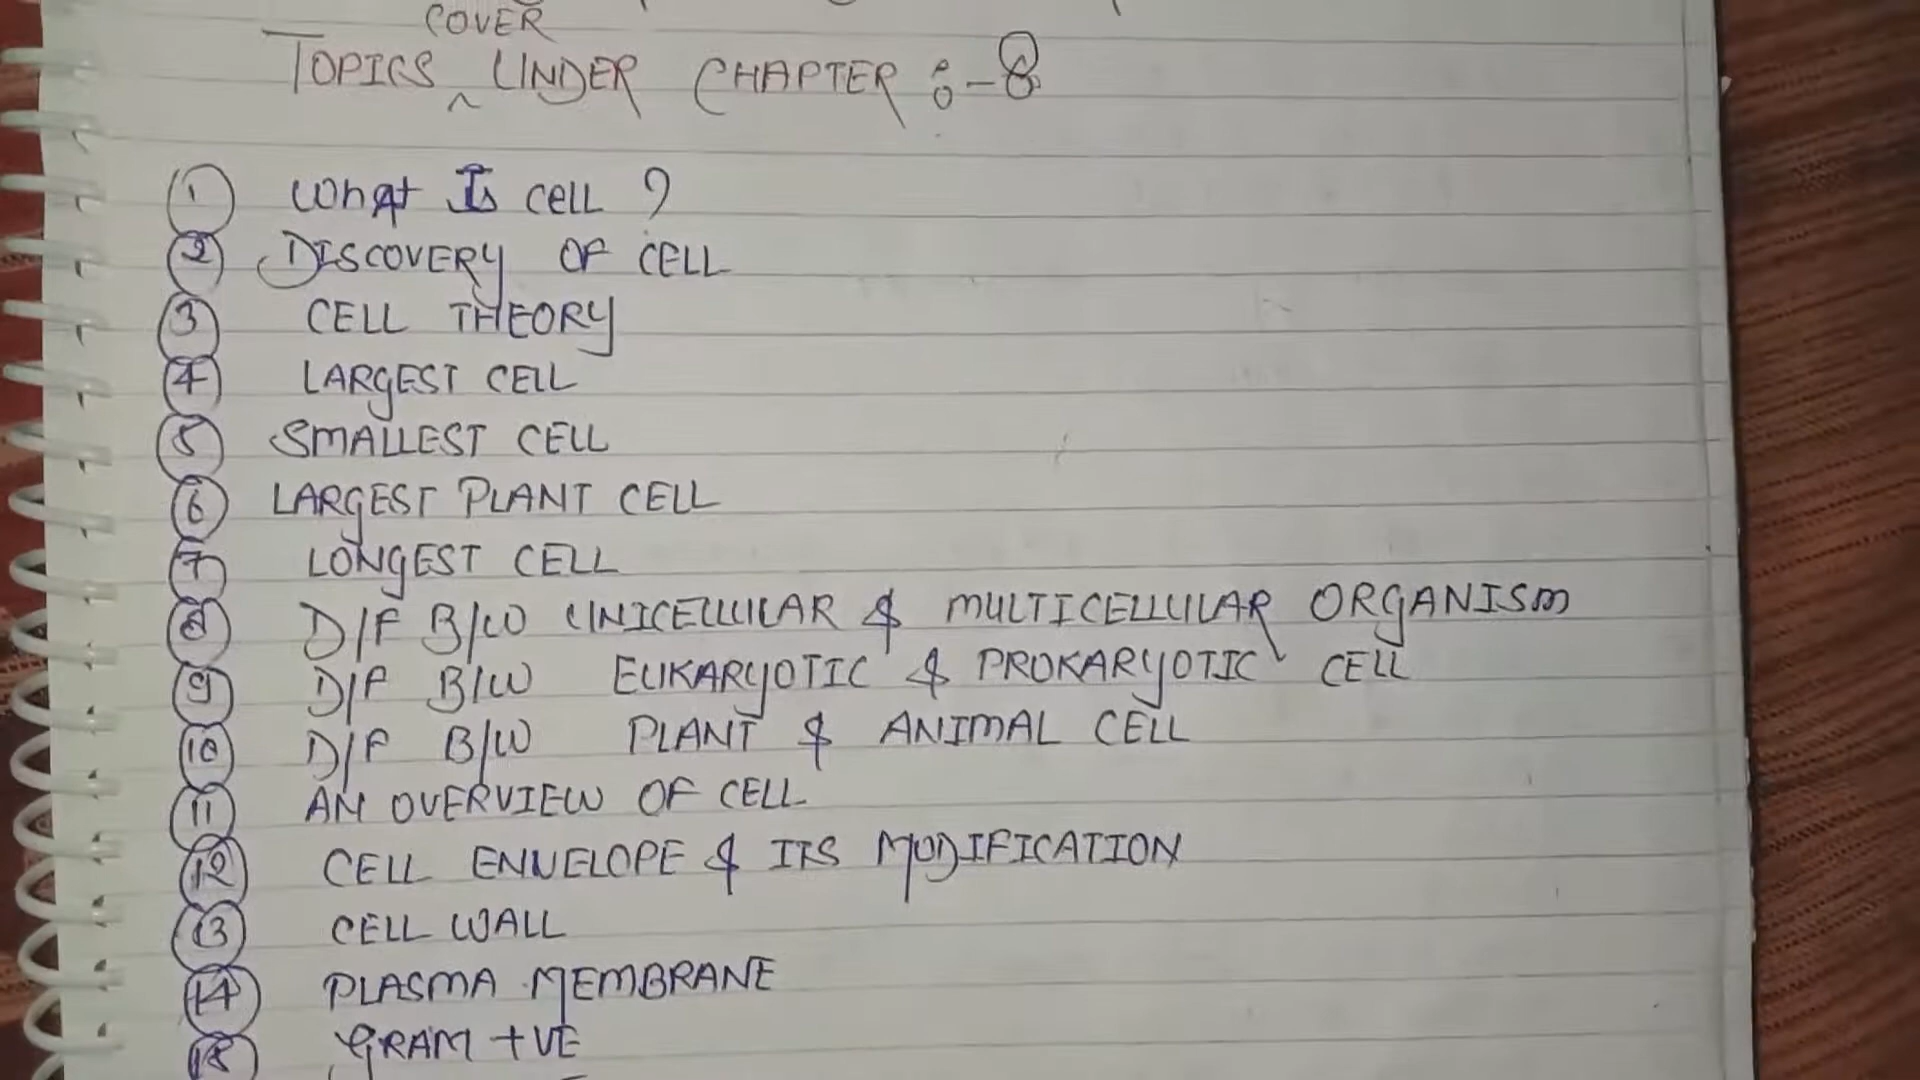 COVER
TOPICS ^ UNDER CHAPTER :-8
1 What Is cell ?
2 DISCOVERY OF CELL
3 CELL THEORY
4 LARGEST CELL
5 SMALLEST CELL
6 LARGEST PLANT CELL
7 LONGEST CELL
8 D/F B/W UNICELLULAR & MULTICELLULAR ORGANISM
9 D/F B/W EUKARYOTIC & PROKARYOTIC CELL
10 D/F B/W PLANT & ANIMAL CELL
11 AN OVERVIEW OF CELL
12 CELL ENVELOPE & ITS MODIFICATION
13 CELL WALL
14 PLASMA MEMBRANE
15 GRAM +VE